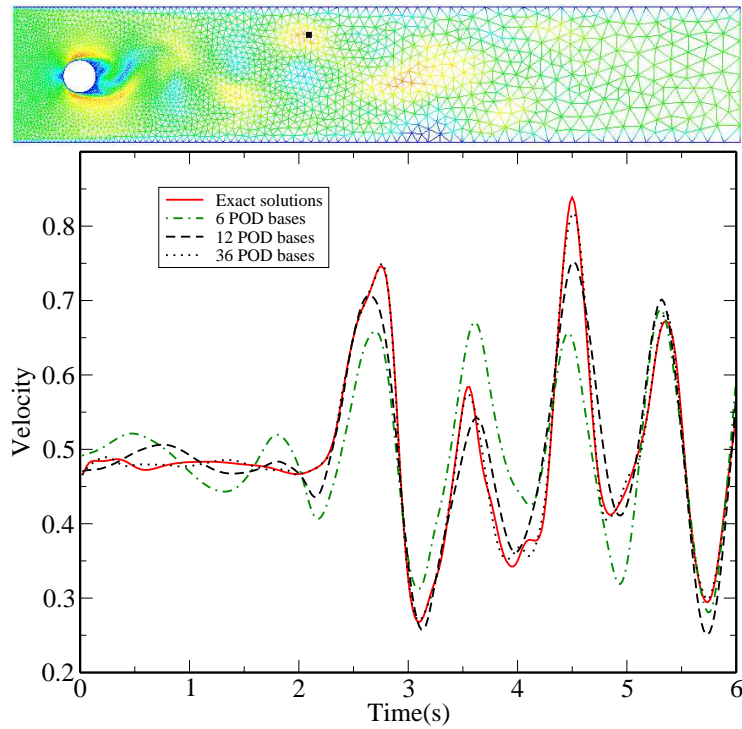 Exact solutions
6 POD bases
12 POD bases
36 POD bases
0.8
0.7
0.6
0.5
0.4
0.3
0.2
Velocity
0 1 2 3 4 5 6
Time(s)